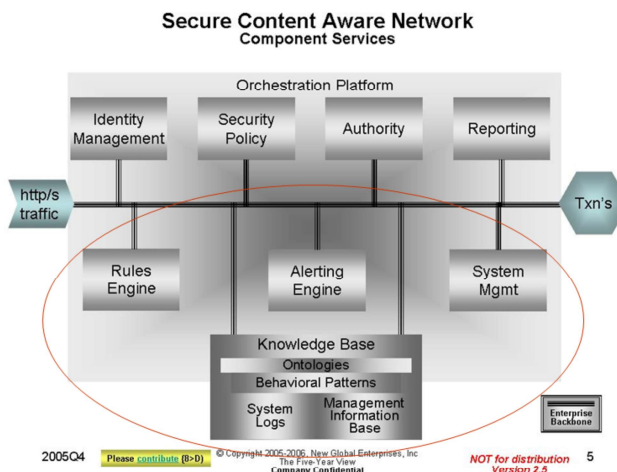 Secure Content Aware Network
Component Services
Orchestration Platform
Identity
Management
Security
Policy
Authority
Reporting
http/s
traffic
Txn's
Rules
Engine
Alerting
Engine
System
Mgmt
Knowledge Base
Ontologies
Behavioral Patterns
System
Logs
Management
Information
Base
Enterprise
Backbone
2005Q4
Please contribute (B>D)
© Copyright 2005-2006, New Global Enterprises, Inc
The Five-Year View
Company Confidential
NOT for distribution
Version 2.5
5